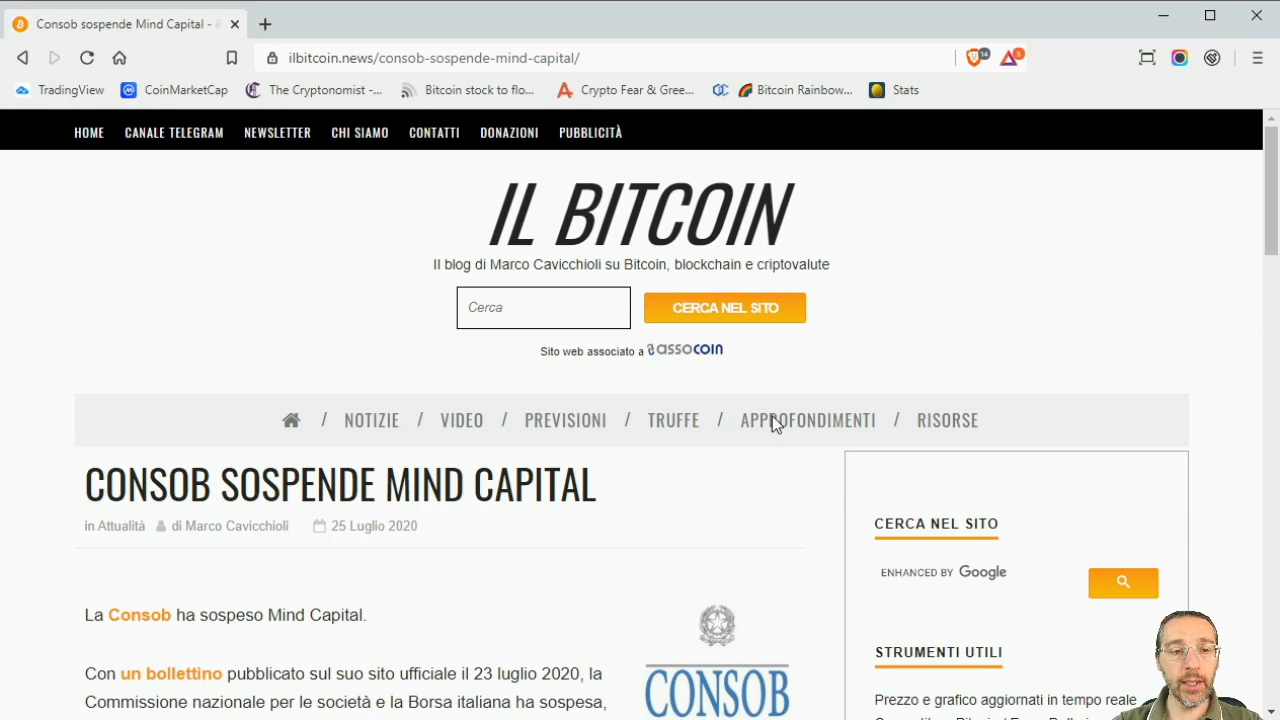 Consob sospende Mind Capital - i
ilbitcoin.news/consob-sospende-mind-capital/
14
5
TradingView
CoinMarketCap
The Cryptonomist -...
Bitcoin stock to flo...
Crypto Fear & Gree...
Bitcoin Rainbow...
Stats
HOME
CANALE TELEGRAM
NEWSLETTER
CHI SIAMO
CONTATTI
DONAZIONI
PUBBLICITÀ
IL BITCOIN
Il blog di Marco Cavicchioli su Bitcoin, blockchain e criptovalute
Cerca
CERCA NEL SITO
Sito web associato a assocoin
/ NOTIZIE / VIDEO / PREVISIONI / TRUFFE / APPROFONDIMENTI / RISORSE
CONSOB SOSPENDE MIND CAPITAL
in Attualità di Marco Cavicchioli 25 Luglio 2020
La Consob ha sospeso Mind Capital.
Con un bollettino pubblicato sul suo sito ufficiale il 23 luglio 2020, la
Commissione nazionale per le società e la Borsa italiana ha sospesa,
CONSOB
CERCA NEL SITO
ENHANCED BY Google
STRUMENTI UTILI
Prezzo e grafico aggiornati in tempo reale